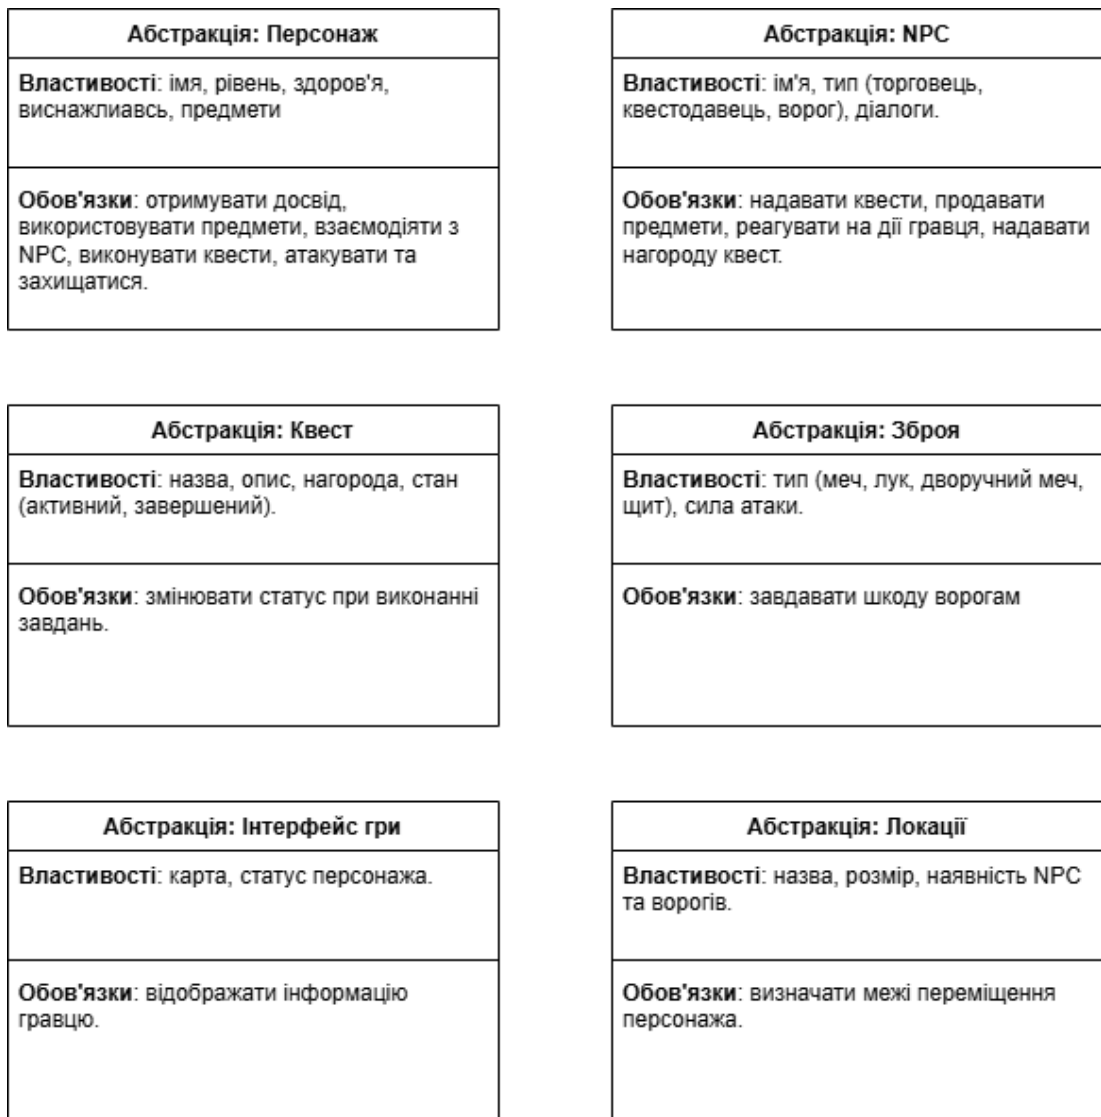 Абстракція: Персонаж
Властивості: імя, рівень, здоров'я,
виснажлиавсь, предмети
Обов'язки: отримувати досвід,
використовувати предмети, взаємодіяти з
NPC, виконувати квести, атакувати та
захищатися.
Абстракція: NPC
Властивості: ім'я, тип (торговець,
квестодавець, ворог), діалоги.
Обов'язки: надавати квести, продавати
предмети, реагувати на дії гравця, надавати
нагороду квест.
Абстракція: Квест
Властивості: назва, опис, нагорода, стан
(активний, завершений).
Обов'язки: змінювати статус при виконанні
завдань.
Абстракція: Зброя
Властивості: тип (меч, лук, дворучний меч,
щит), сила атаки.
Обов'язки: завдавати шкоду ворогам
Абстракція: Інтерфейс гри
Властивості: карта, статус персонажа.
Обов'язки: відображати інформацію
гравцю.
Абстракція: Локації
Властивості: назва, розмір, наявність NPC
та ворогів.
Обов'язки: визначати межі переміщення
персонажа.